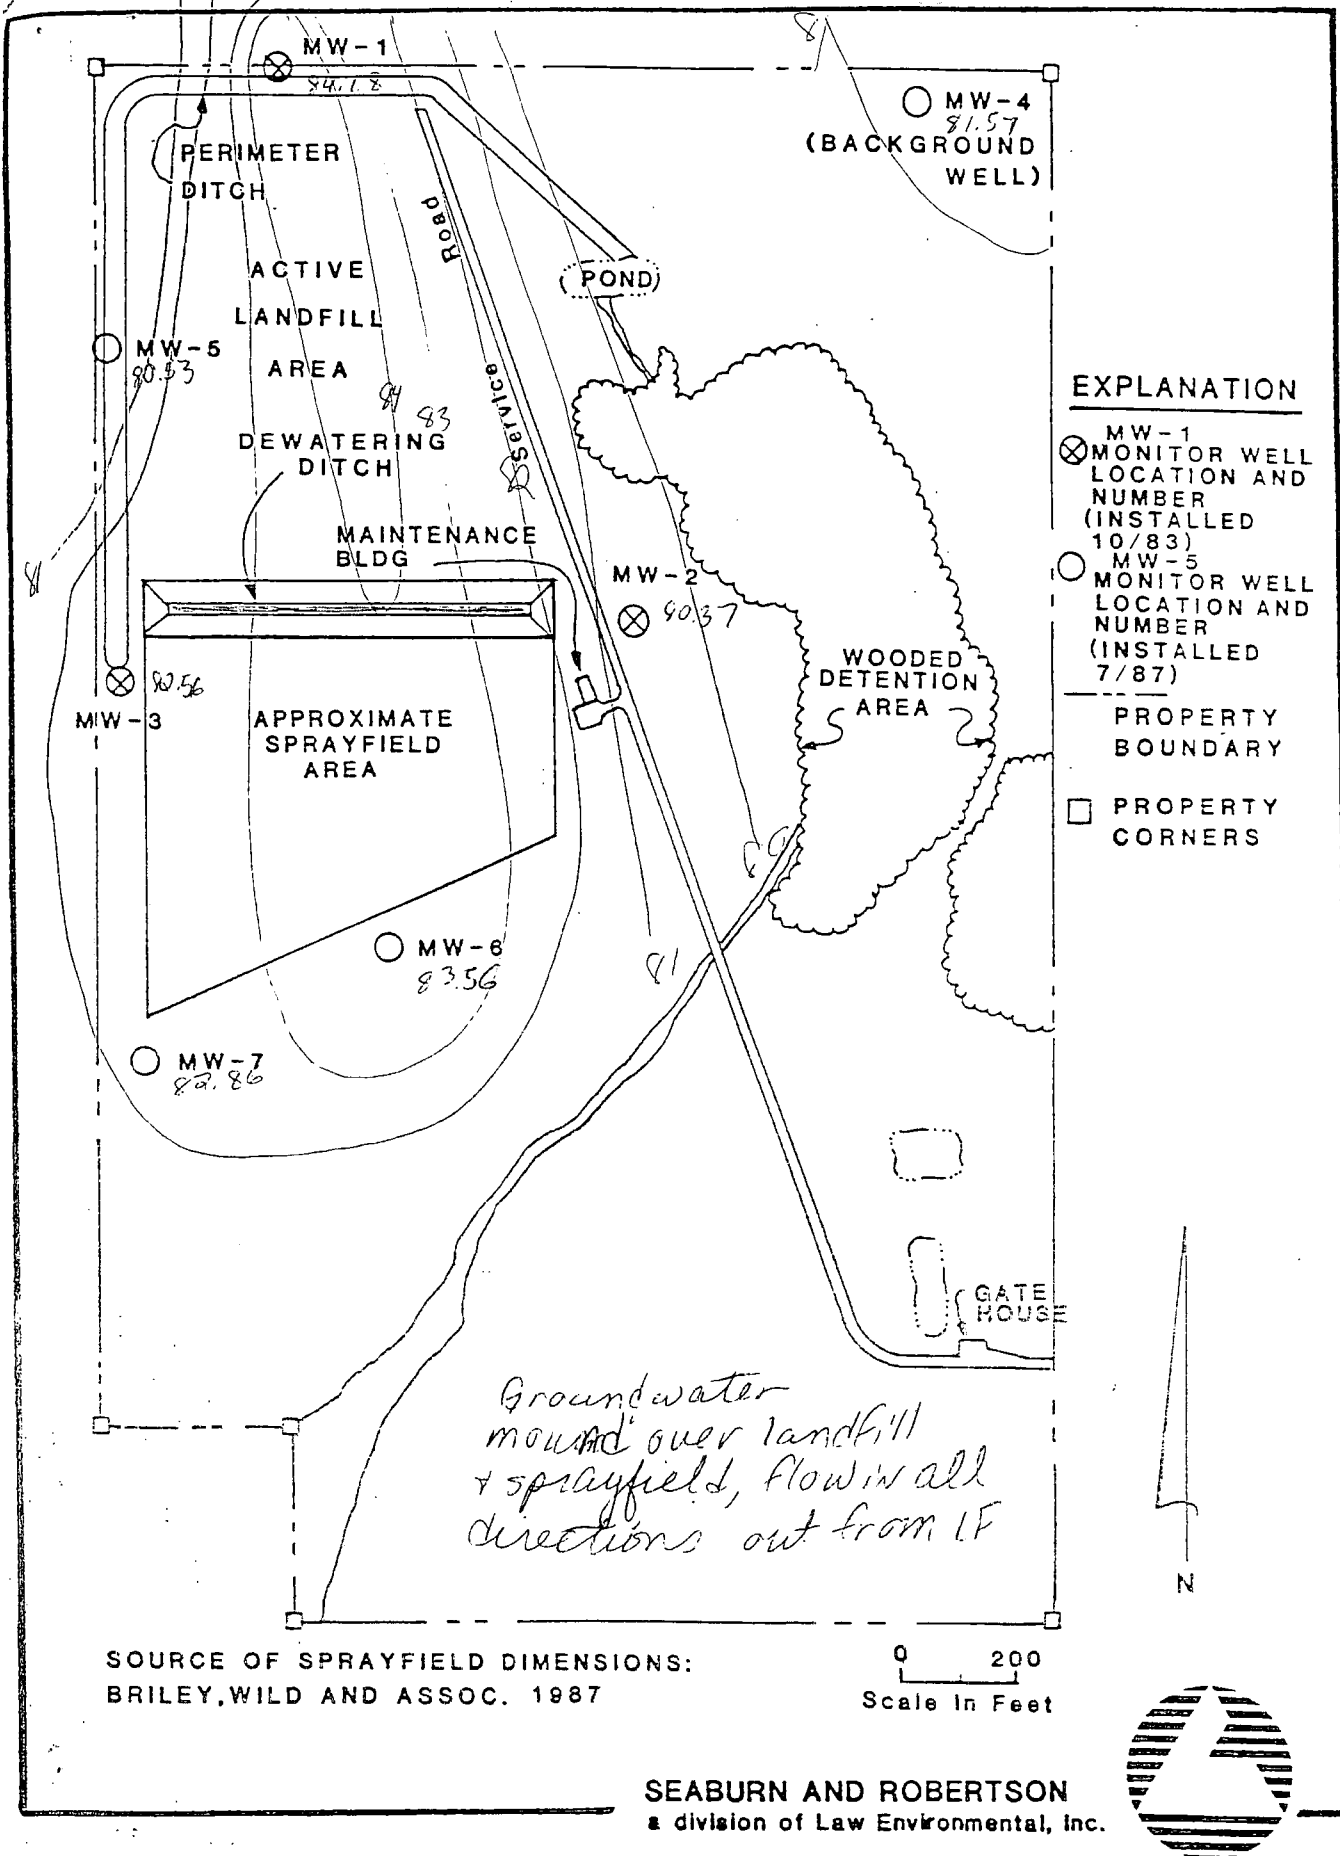 MW-1
84.18
MW-4
81.57
(BACKGROUND
WELL)
PERIMETER
DITCH
Road
ACTIVE
LANDFILL
AREA
POND
MW-5
80.53
84
83
Service
DEWATERING
DITCH
MAINTENANCE
BLDG
81
MW-2
80.37
82.56
MW-3
APPROXIMATE
SPRAYFIELD
AREA
WOODED
DETENTION
AREA
MW-6
83.56
81
MW-7
82.86
GATE
HOUSE
EXPLANATION
MW-1
MONITOR WELL
LOCATION AND
NUMBER
(INSTALLED
10/83)
MW-5
MONITOR WELL
LOCATION AND
NUMBER
(INSTALLED
7/87)
PROPERTY
BOUNDARY
PROPERTY
CORNERS
Groundwater
mound over landfill
+ sprayfield, flow in all
directions out from LF
N
SOURCE OF SPRAYFIELD DIMENSIONS:
BRILEY, WILD AND ASSOC. 1987
0 200
Scale in Feet
SEABURN AND ROBERTSON
a division of Law Environmental, Inc.